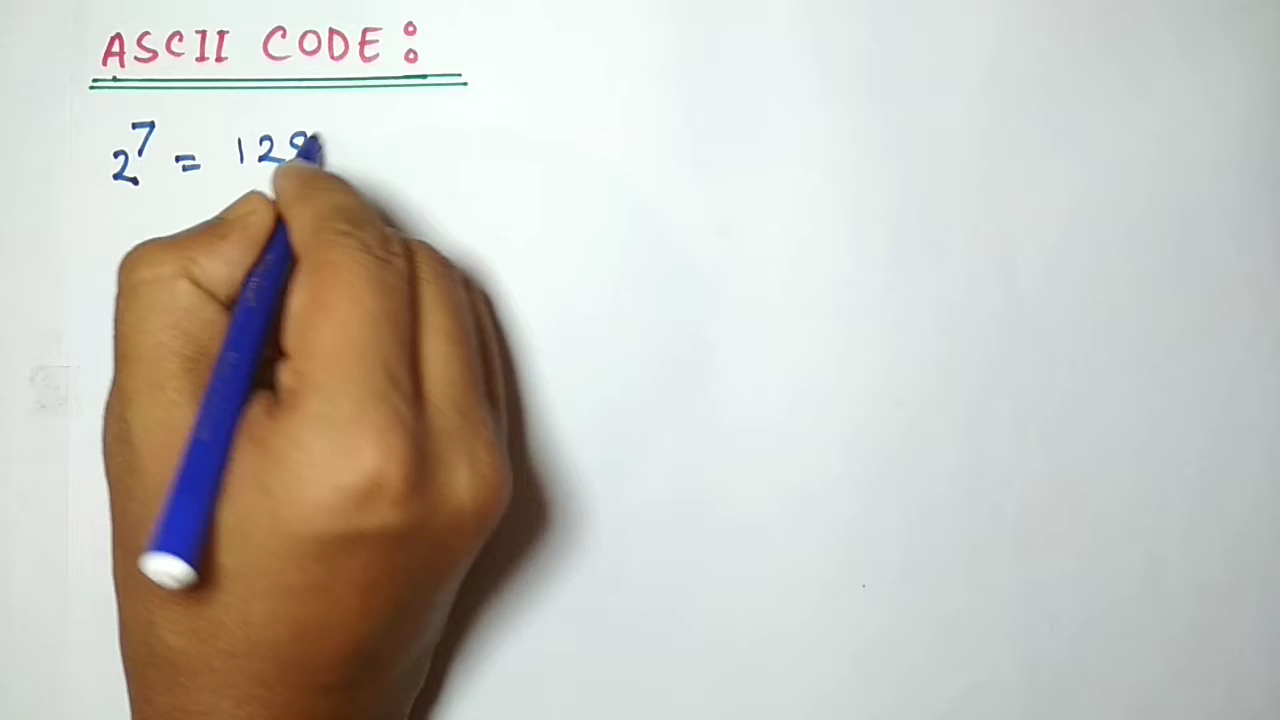 ASCII CODE :
2⁷ = 128